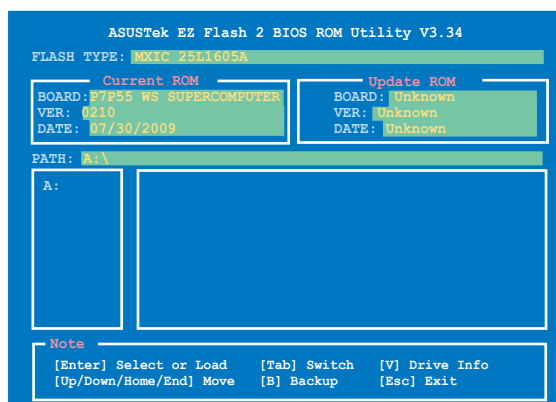 ASUSTek EZ Flash 2 BIOS ROM Utility V3.34
FLASH TYPE: MXIC 25L1605A
Current ROM
BOARD: P7P55 WS SUPERCOMPUTER
VER: 0210
DATE: 07/30/2009
Update ROM
BOARD: Unknown
VER: Unknown
DATE: Unknown
PATH: A:\
A:
Note
[Enter] Select or Load [Tab] Switch [V] Drive Info
[Up/Down/Home/End] Move [B] Backup [Esc] Exit